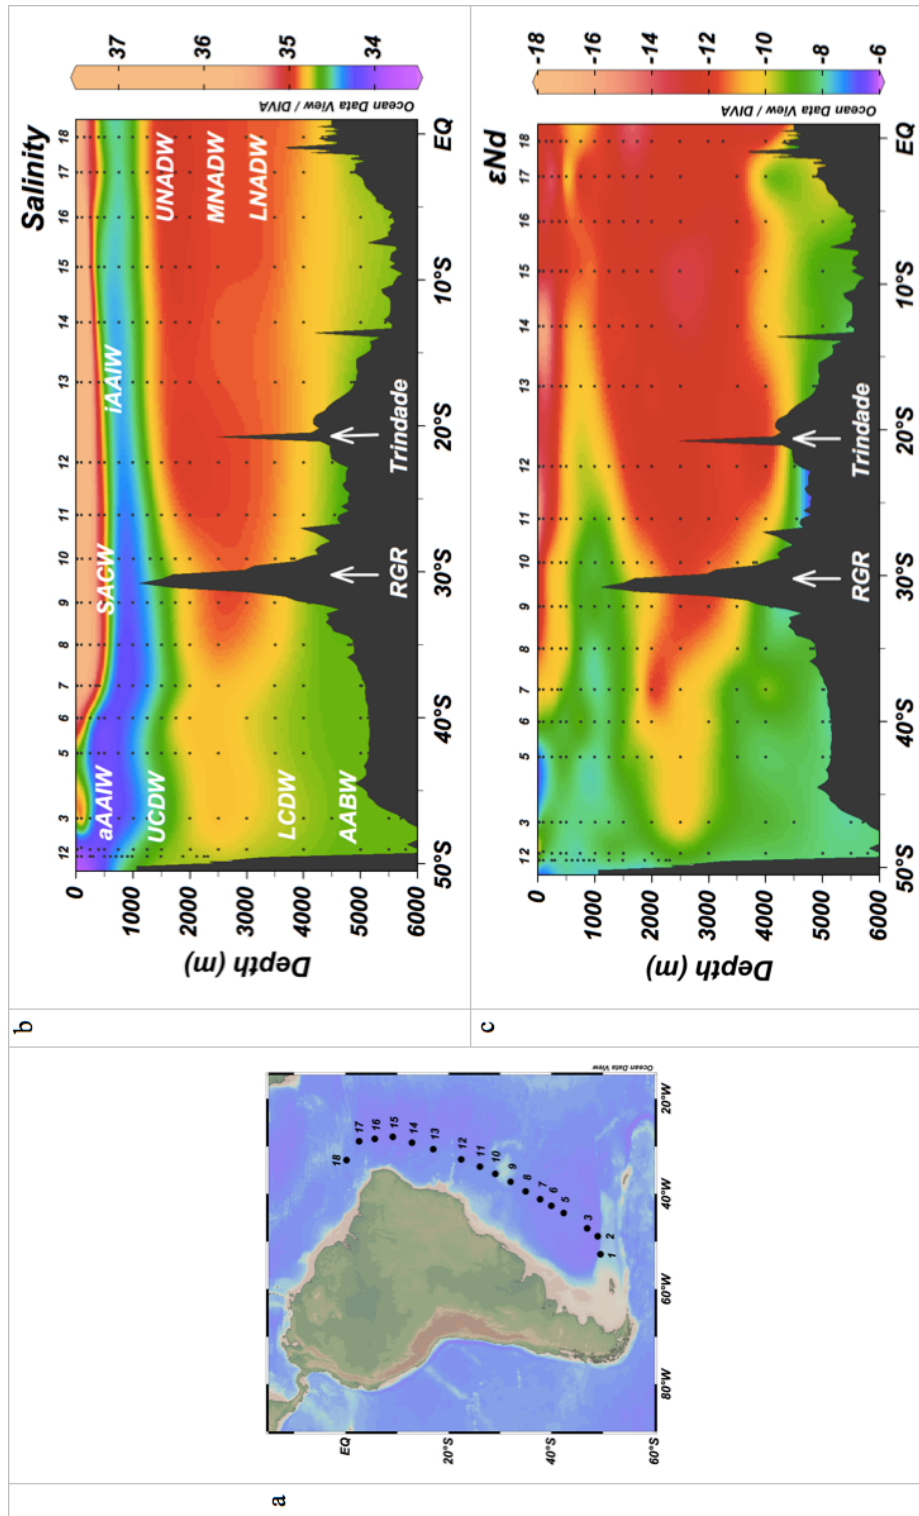 a
EQ
20°S
40°S
60°S
80°W
60°W
40°W
20°W
1
2
3
5
6
7
8
9
10
11
12
13
14
15
16
17
18
Ocean Data View
b
Salinity
12 3 5 6 7 8 9 10 11 12 13 14 15 16 17 18
0
1000
2000
3000
4000
5000
6000
Depth (m)
aAAIW
SACW
iAAIW
UCDW
UNADW
MNADW
LNADW
LCDW
AABW
RGR
Trindade
50°S 40°S 30°S 20°S 10°S EQ
Ocean Data View / DIVA
37
36
35
34
c
εNd
12 3 5 6 7 8 9 10 11 12 13 14 15 16 17 18
0
1000
2000
3000
4000
5000
6000
Depth (m)
RGR
Trindade
50°S 40°S 30°S 20°S 10°S EQ
Ocean Data View / DIVA
-18
-16
-14
-12
-10
-8
-6